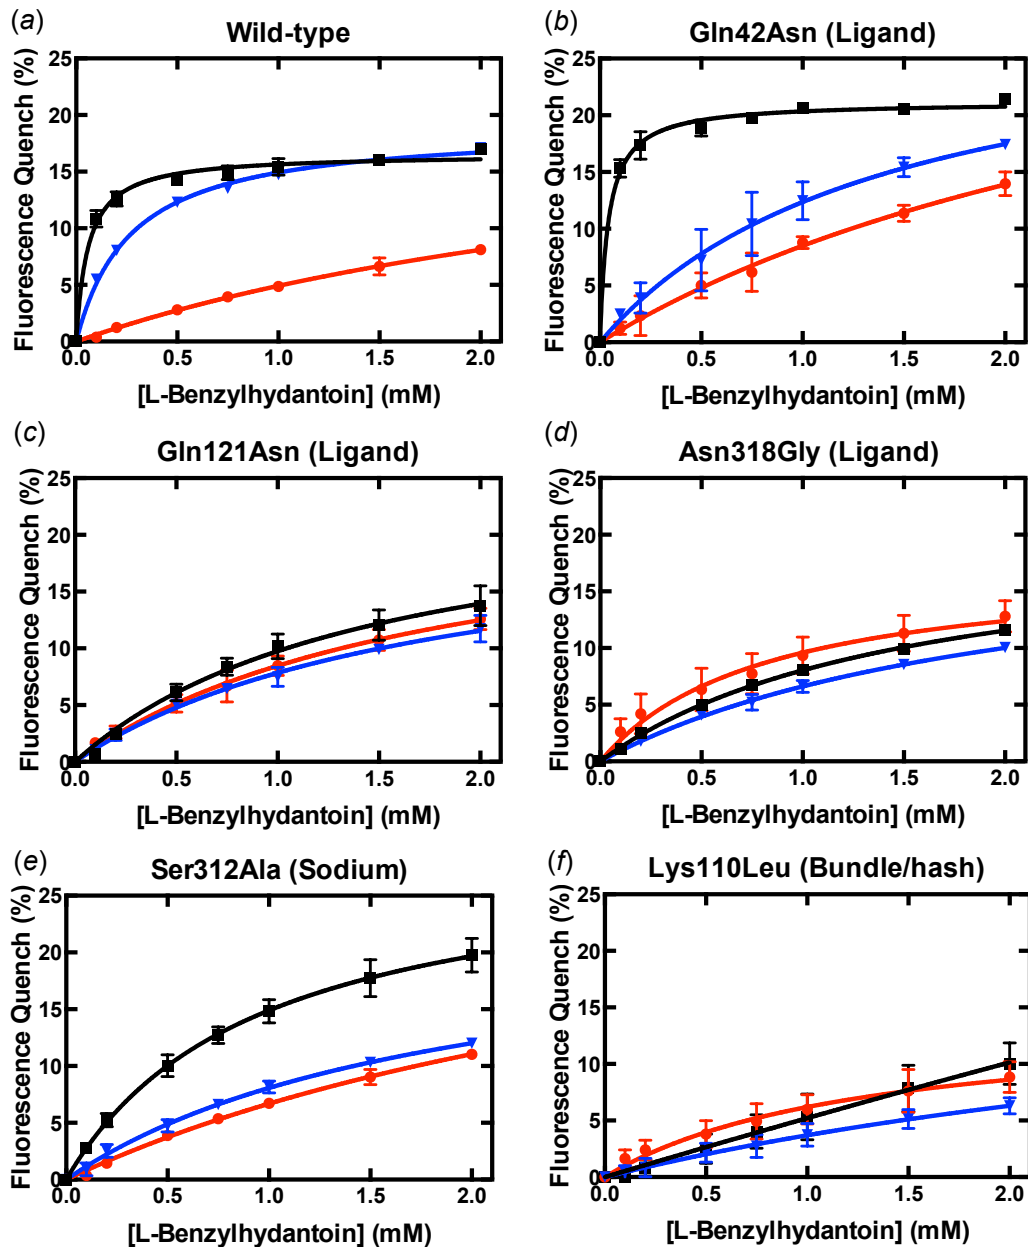 (a)
Wild-type
Fluorescence Quench (%)
25
20
15
10
5
0
0.0 0.5 1.0 1.5 2.0
[L-Benzylhydantoin] (mM)
(b)
Gln42Asn (Ligand)
Fluorescence Quench (%)
25
20
15
10
5
0
0.0 0.5 1.0 1.5 2.0
[L-Benzylhydantoin] (mM)
(c)
Gln121Asn (Ligand)
Fluorescence Quench (%)
25
20
15
10
5
0
0.0 0.5 1.0 1.5 2.0
[L-Benzylhydantoin] (mM)
(d)
Asn318Gly (Ligand)
Fluorescence Quench (%)
25
20
15
10
5
0
0.0 0.5 1.0 1.5 2.0
[L-Benzylhydantoin] (mM)
(e)
Ser312Ala (Sodium)
Fluorescence Quench (%)
25
20
15
10
5
0
0.0 0.5 1.0 1.5 2.0
[L-Benzylhydantoin] (mM)
(f)
Lys110Leu (Bundle/hash)
Fluorescence Quench (%)
25
20
15
10
5
0
0.0 0.5 1.0 1.5 2.0
[L-Benzylhydantoin] (mM)